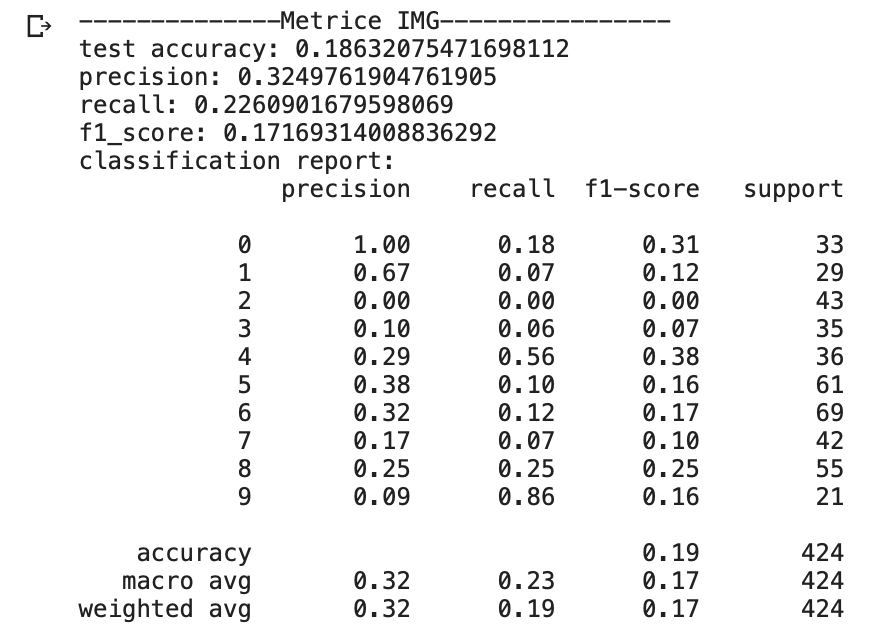 --------------Metrice IMG----------------
test accuracy: 0.18632075471698112
precision: 0.3249761904761905
recall: 0.2260901679598069
f1_score: 0.17169314008836292
classification report:
              precision    recall  f1-score   support

           0       1.00      0.18      0.31        33
           1       0.67      0.07      0.12        29
           2       0.00      0.00      0.00        43
           3       0.10      0.06      0.07        35
           4       0.29      0.56      0.38        36
           5       0.38      0.10      0.16        61
           6       0.32      0.12      0.17        69
           7       0.17      0.07      0.10        42
           8       0.25      0.25      0.25        55
           9       0.09      0.86      0.16        21

    accuracy                           0.19       424
   macro avg       0.32      0.23      0.17       424
weighted avg       0.32      0.19      0.17       424